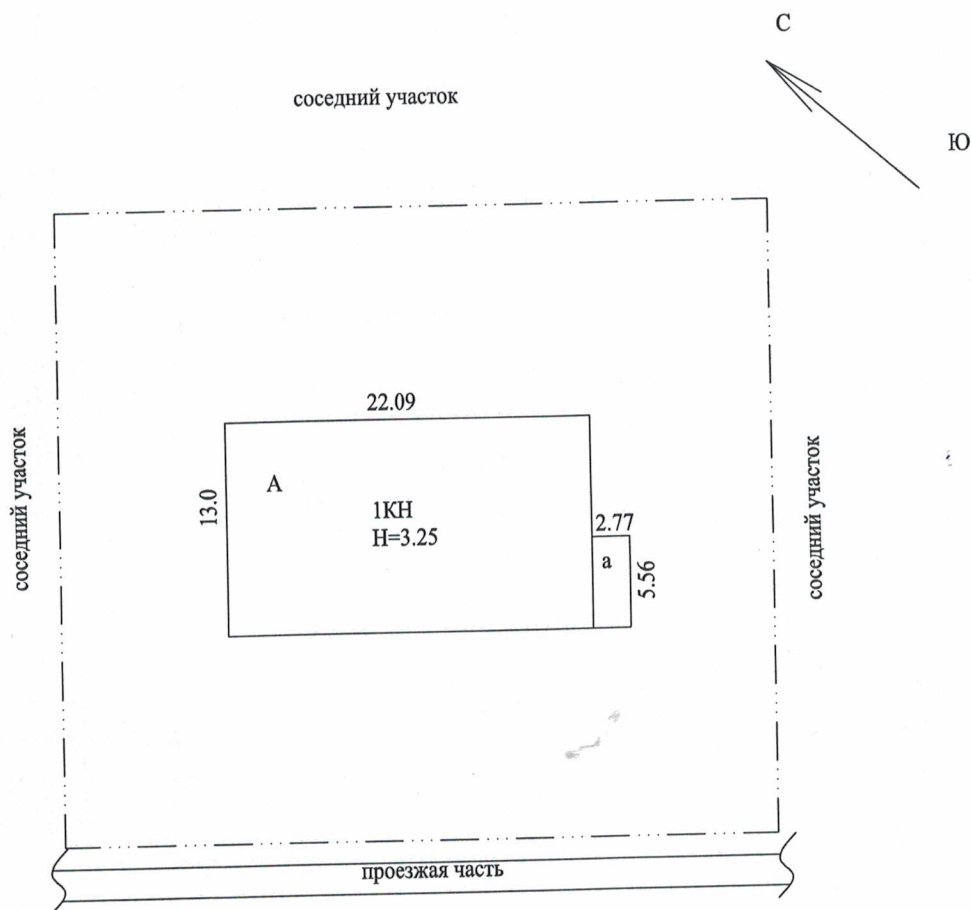 С
соседний участок
Ю
22.09
соседний участок
13.0
А
1КН
Н=3.25
2.77
а
5.56
соседний участок
проезжая часть